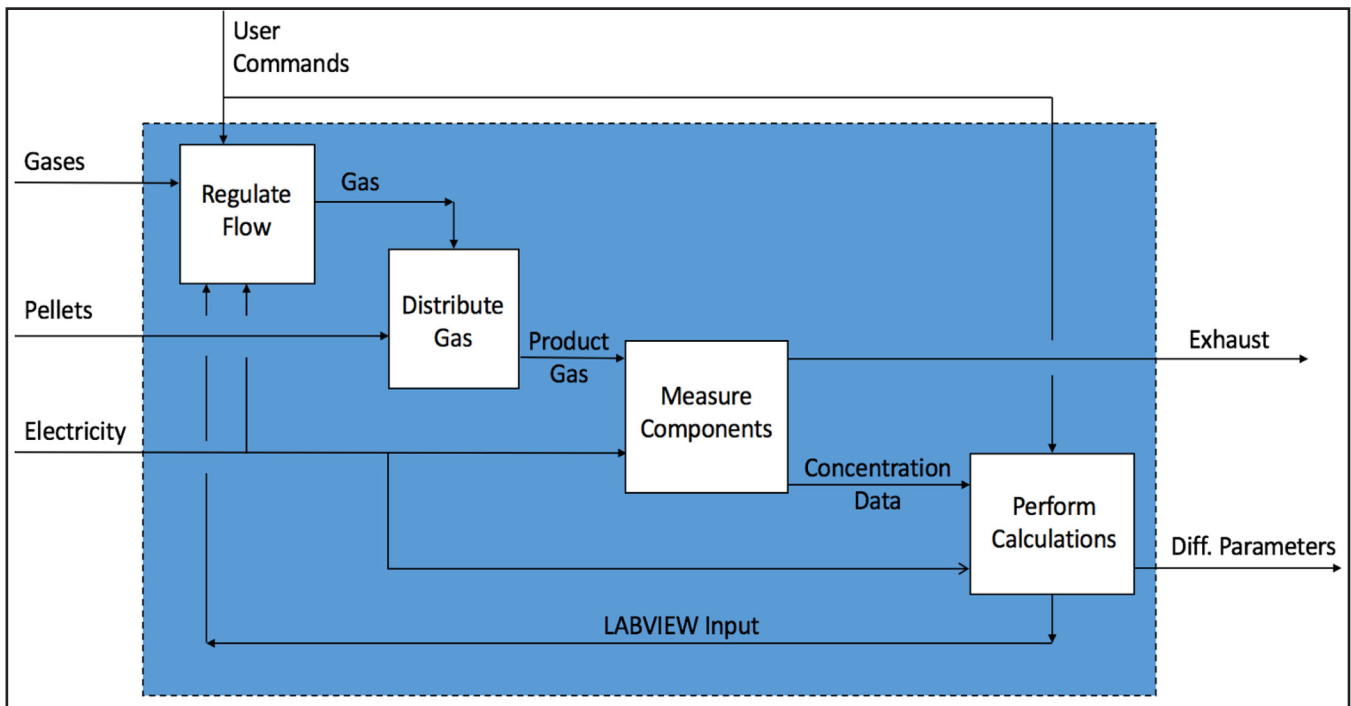 User
Commands
Gases
Regulate
Flow
Gas
Pellets
Distribute
Gas
Product
Gas
Exhaust
Measure
Components
Electricity
Concentration
Data
Perform
Calculations
Diff. Parameters
LABVIEW Input